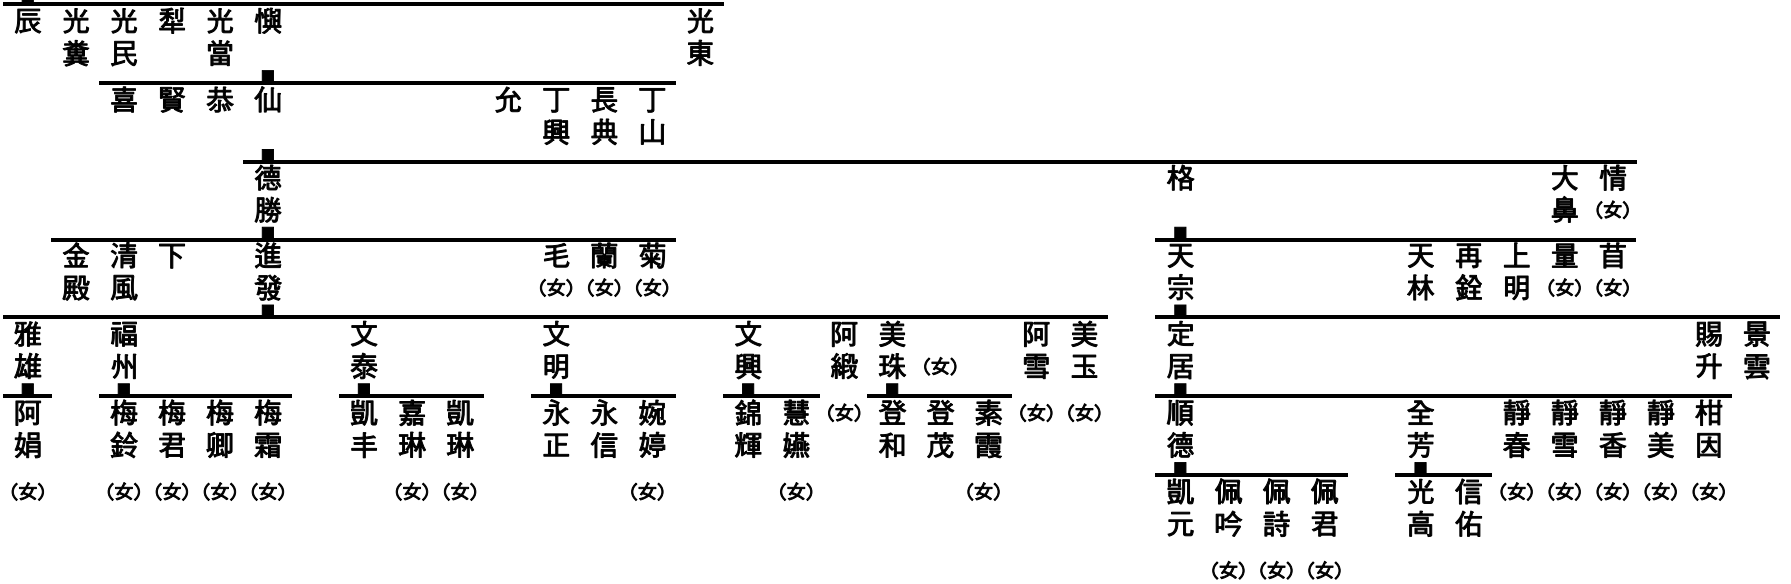 辰 光糞 光民 犁 光當 懊 光東
喜 賢 恭 仙 允 丁興 長典 丁山
德勝 格 大鼻 情(女)
金殿 清風 下 進發 毛(女) 蘭(女) 菊(女) 天宗 天林 再銓 上明 量(女) 苜(女)
雅雄 福州 文泰 文明 文興 阿緞(女) 美珠(女) 阿雪(女) 美玉(女) 定居 賜升 景雲
阿娟(女) 梅鈴(女) 梅君(女) 梅卿(女) 梅霜(女) 凱丰 嘉琳(女) 凱琳(女) 永正 永信 婉婷(女) 錦輝 慧嬿(女) 登和 登茂 素霞(女) 順德 全芳 靜春(女) 靜雪(女) 靜香(女) 靜美(女) 柑因(女)
凱元 佩吟(女) 佩詩(女) 佩君(女) 光高 信佑